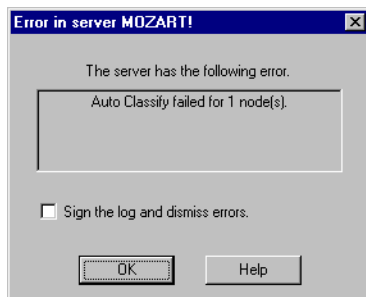 Error in server MOZART!
The server has the following error.
Auto Classify failed for 1 node(s).
Sign the log and dismiss errors.
OK Help